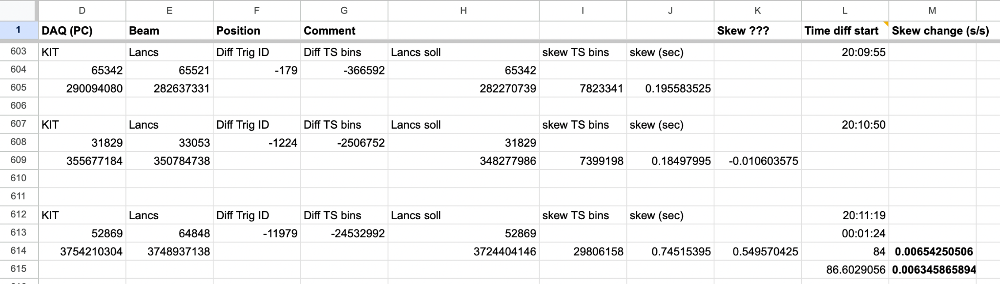 D E F G H I J K L M
1 DAQ (PC) Beam Position Comment Skew ??? Time diff start Skew change (s/s)
603 KIT Lancs Diff Trig ID Diff TS bins Lancs soll skew TS bins skew (sec) 20:09:55
604 65342 65521 -179 -366592 65342
605 290094080 282637331 282270739 7823341 0.195583525
606
607 KIT Lancs Diff Trig ID Diff TS bins Lancs soll skew TS bins skew (sec) 20:10:50
608 31829 33053 -1224 -2506752 31829
609 355677184 350784738 348277986 7399198 0.18497995 -0.010603575
610
611
612 KIT Lancs Diff Trig ID Diff TS bins Lancs soll skew TS bins skew (sec) 20:11:19
613 52869 64848 -11979 -24532992 52869 00:01:24
614 3754210304 3748937138 3724404146 29806158 0.74515395 0.549570425 84 0.00654250506
615 86.6029056 0.006345865894